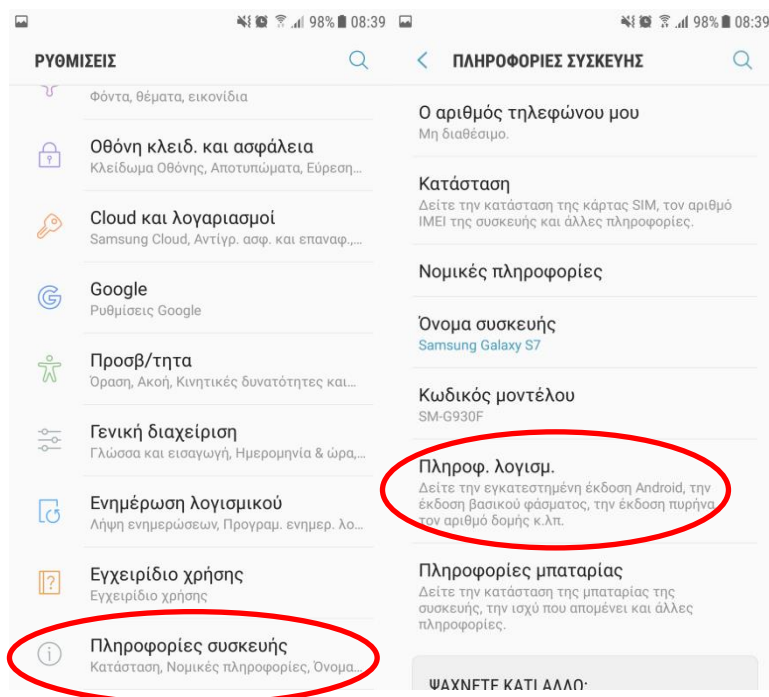 98% 08:39
ΡΥΘΜΙΣΕΙΣ
Φόντα, θέματα, εικονίδια
Οθόνη κλειδ. και ασφάλεια
Κλείδωμα Οθόνης, Αποτυπώματα, Εύρεση...
Cloud και λογαριασμοί
Samsung Cloud, Αντίγρ. ασφ. και επαναφ.,...
Google
Ρυθμίσεις Google
Προσβ/τητα
Όραση, Ακοή, Κινητικές δυνατότητες και...
Γενική διαχείριση
Γλώσσα και εισαγωγή, Ημερομηνία & ώρα,...
Ενημέρωση λογισμικού
Λήψη ενημερώσεων, Προγραμ. ενημερ. λο...
Εγχειρίδιο χρήσης
Εγχειρίδιο χρήσης
Πληροφορίες συσκευής
Κατάσταση, Νομικές πληροφορίες, Όνομα...
98% 08:39
ΠΛΗΡΟΦΟΡΙΕΣ ΣΥΣΚΕΥΗΣ
Ο αριθμός τηλεφώνου μου
Μη διαθέσιμο.
Κατάσταση
Δείτε την κατάσταση της κάρτας SIM, τον αριθμό
IMEI της συσκευής και άλλες πληροφορίες.
Νομικές πληροφορίες
Όνομα συσκευής
Samsung Galaxy S7
Κωδικός μοντέλου
SM-G930F
Πληροφ. λογισμ.
Δείτε την εγκατεστημένη έκδοση Android, την
έκδοση βασικού φάσματος, την έκδοση πυρήνα,
τον αριθμό δομής κ.λπ.
Πληροφορίες μπαταρίας
Δείτε την κατάσταση της μπαταρίας της
συσκευής, την ισχύ που απομένει και άλλες
πληροφορίες.
ΨΑΧΝΕΤΕ ΚΑΤΙ ΑΛΛΟ;